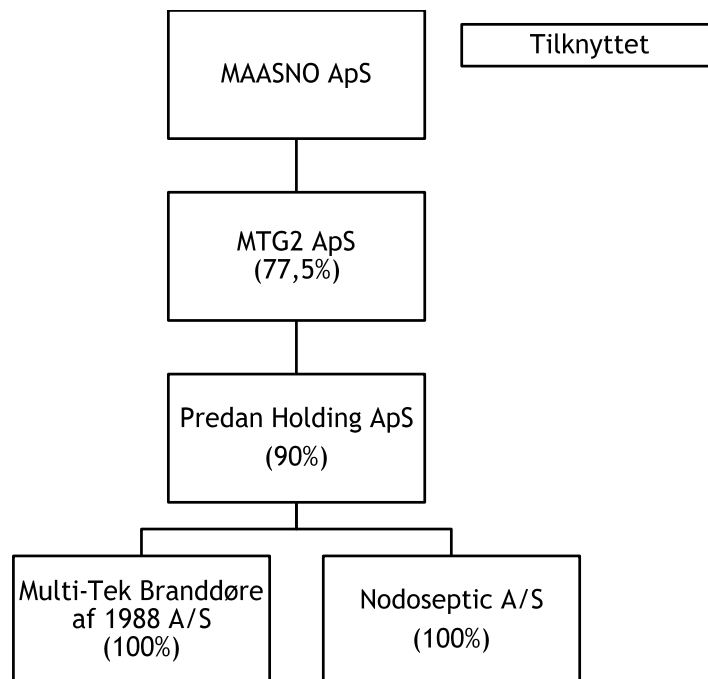 MAASNO ApS
Tilknyttet
MTG2 ApS
(77,5%)
Predan Holding ApS
(90%)
Multi-Tek Branddøre
af 1988 A/S
(100%)
Nodoseptic A/S
(100%)